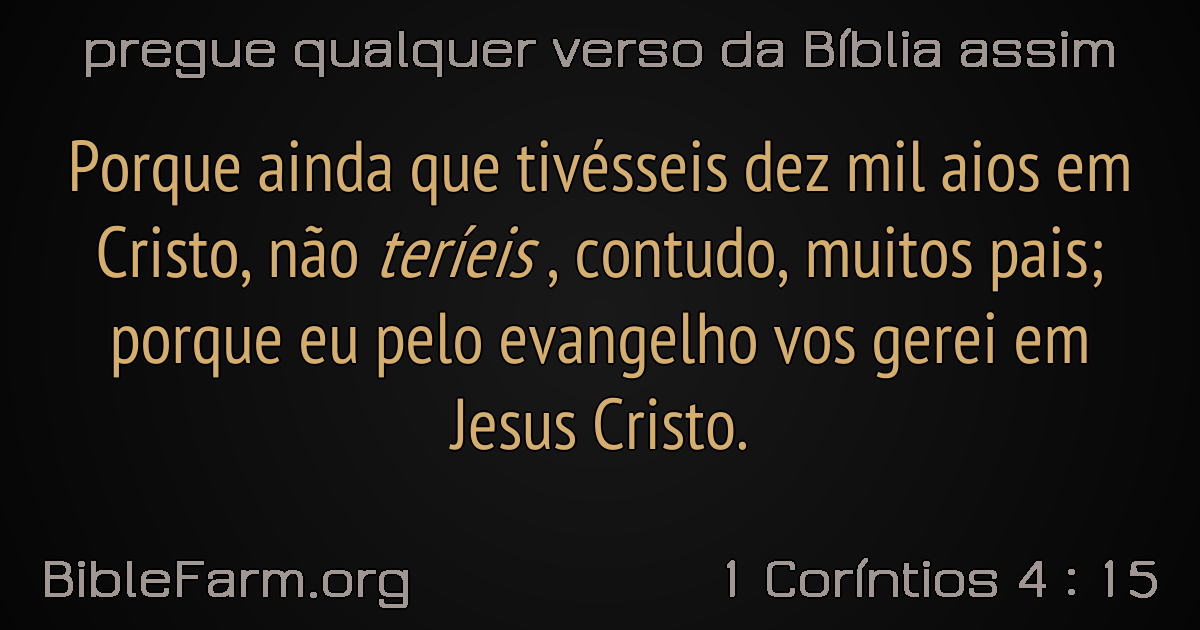 pregue qualquer verso da Bíblia assim
Porque ainda que tivésseis dez mil aios em
Cristo, não teríeis , contudo, muitos pais;
porque eu pelo evangelho vos gerei em
Jesus Cristo.
BibleFarm.org
1 Coríntios 4 : 15